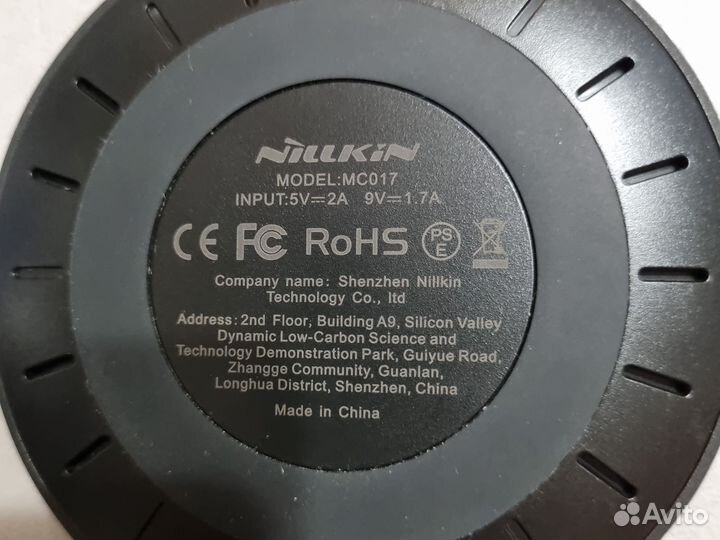 NILLKIN
MODEL:MC017
INPUT:5V⎓2A 9V⎓1.7A
CE FC RoHS PS E
Company name: Shenzhen Nillkin
Technology Co., ltd
Address: 2nd Floor, Building A9, Silicon Valley
Dynamic Low-Carbon Science and
Technology Demonstration Park, Guiyue Road,
Zhangge Community, Guanlan,
Longhua District, Shenzhen, China
Made in China
Avito